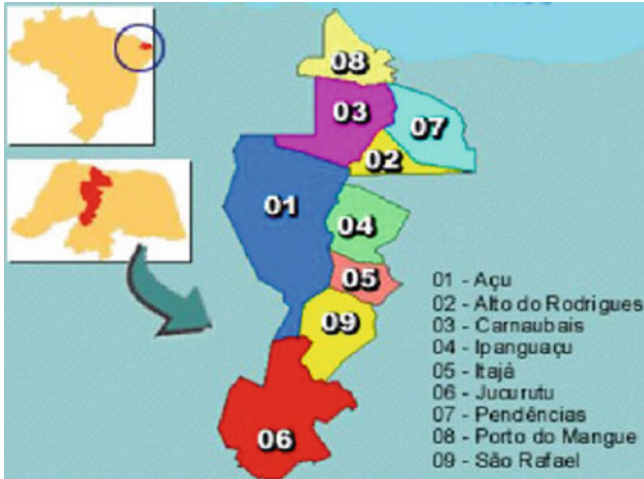 08
03
07
02
01
04
05
09
06
01 - Açu
02 - Alto do Rodrigues
03 - Carnaubais
04 - Ipanguaçu
05 - Itajá
06 - Jucurutu
07 - Pendências
08 - Porto do Mangue
09 - São Rafael